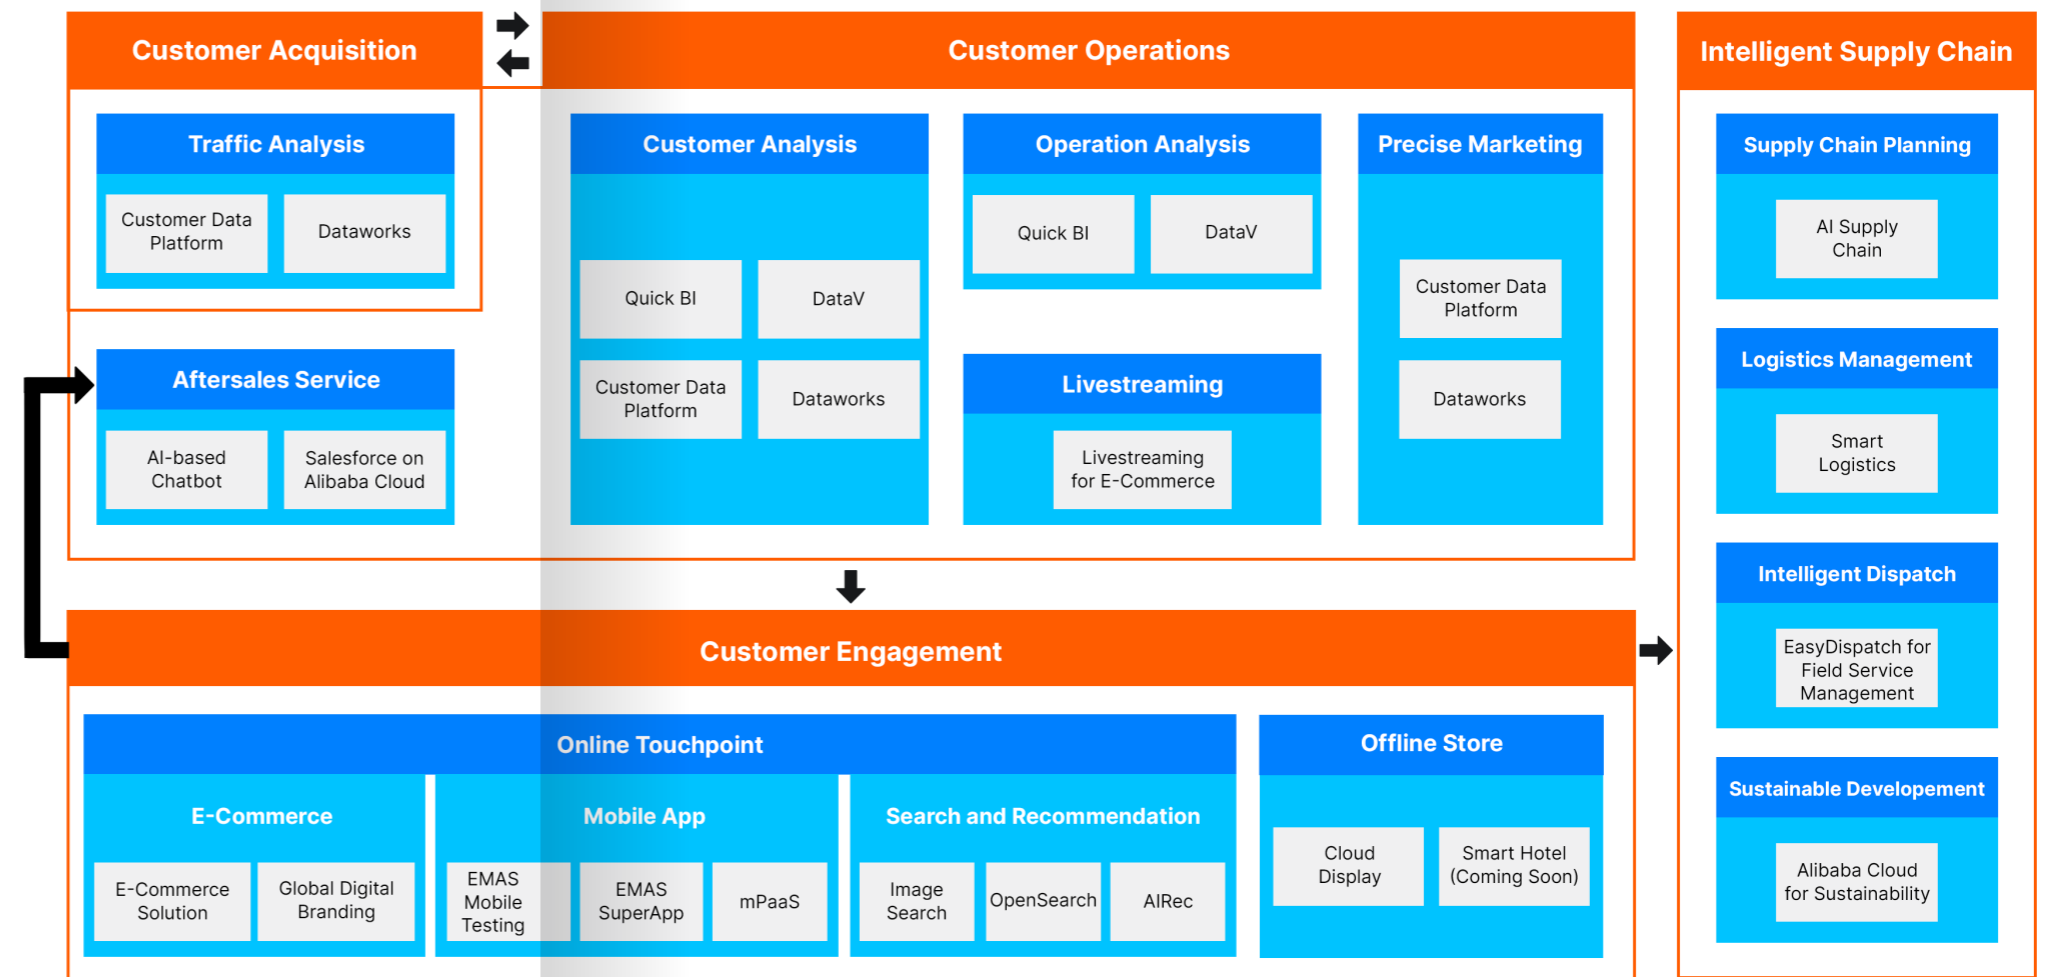 Customer Acquisition
Customer Operations
Intelligent Supply Chain
Traffic Analysis
Customer Data
Platform
Dataworks
Customer Analysis
Quick BI
DataV
Customer Data
Platform
Dataworks
Operation Analysis
Quick BI
DataV
Precise Marketing
Customer Data
Platform
Dataworks
Aftersales Service
AI-based
Chatbot
Salesforce on
Alibaba Cloud
Livestreaming
Livestreaming
for E-Commerce
Supply Chain Planning
AI Supply
Chain
Logistics Management
Smart
Logistics
Intelligent Dispatch
EasyDispatch for
Field Service
Management
Sustainable Developement
Alibaba Cloud
for Sustainability
Customer Engagement
Online Touchpoint
E-Commerce
E-Commerce
Solution
Global Digital
Branding
Mobile App
EMAS
Mobile
Testing
EMAS
SuperApp
mPaaS
Search and Recommendation
Image
Search
OpenSearch
AIRec
Offline Store
Cloud
Display
Smart Hotel
(Coming Soon)